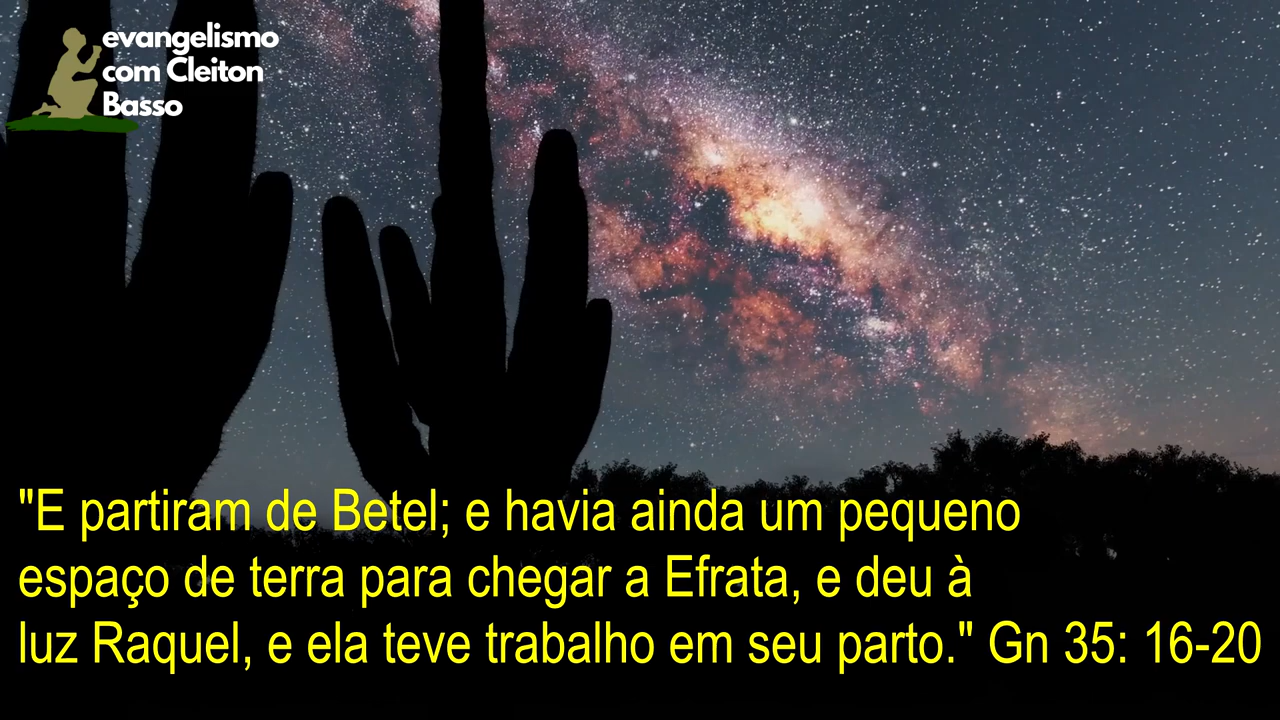 evangelismo
com Cleiton
Basso
"E partiram de Betel; e havia ainda um pequeno
espaço de terra para chegar a Efrata, e deu à
luz Raquel, e ela teve trabalho em seu parto." Gn 35: 16-20